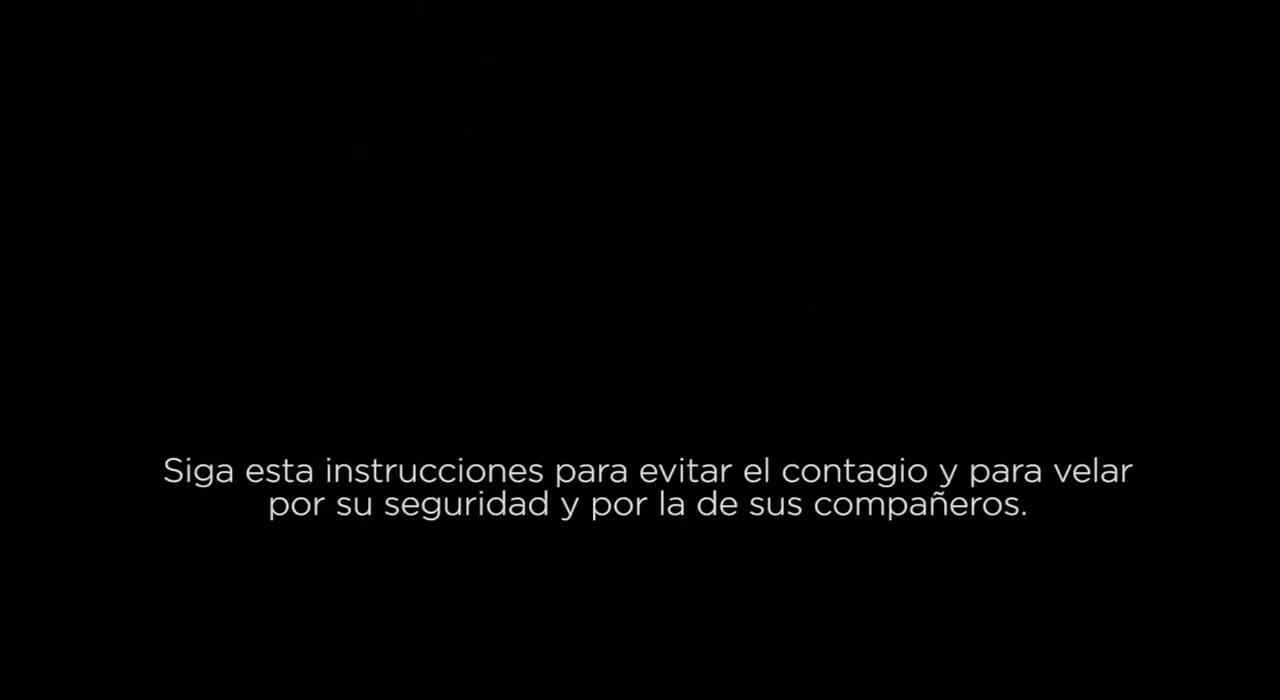 Siga esta instrucciones para evitar el contagio y para velar
por su seguridad y por la de sus compañeros.